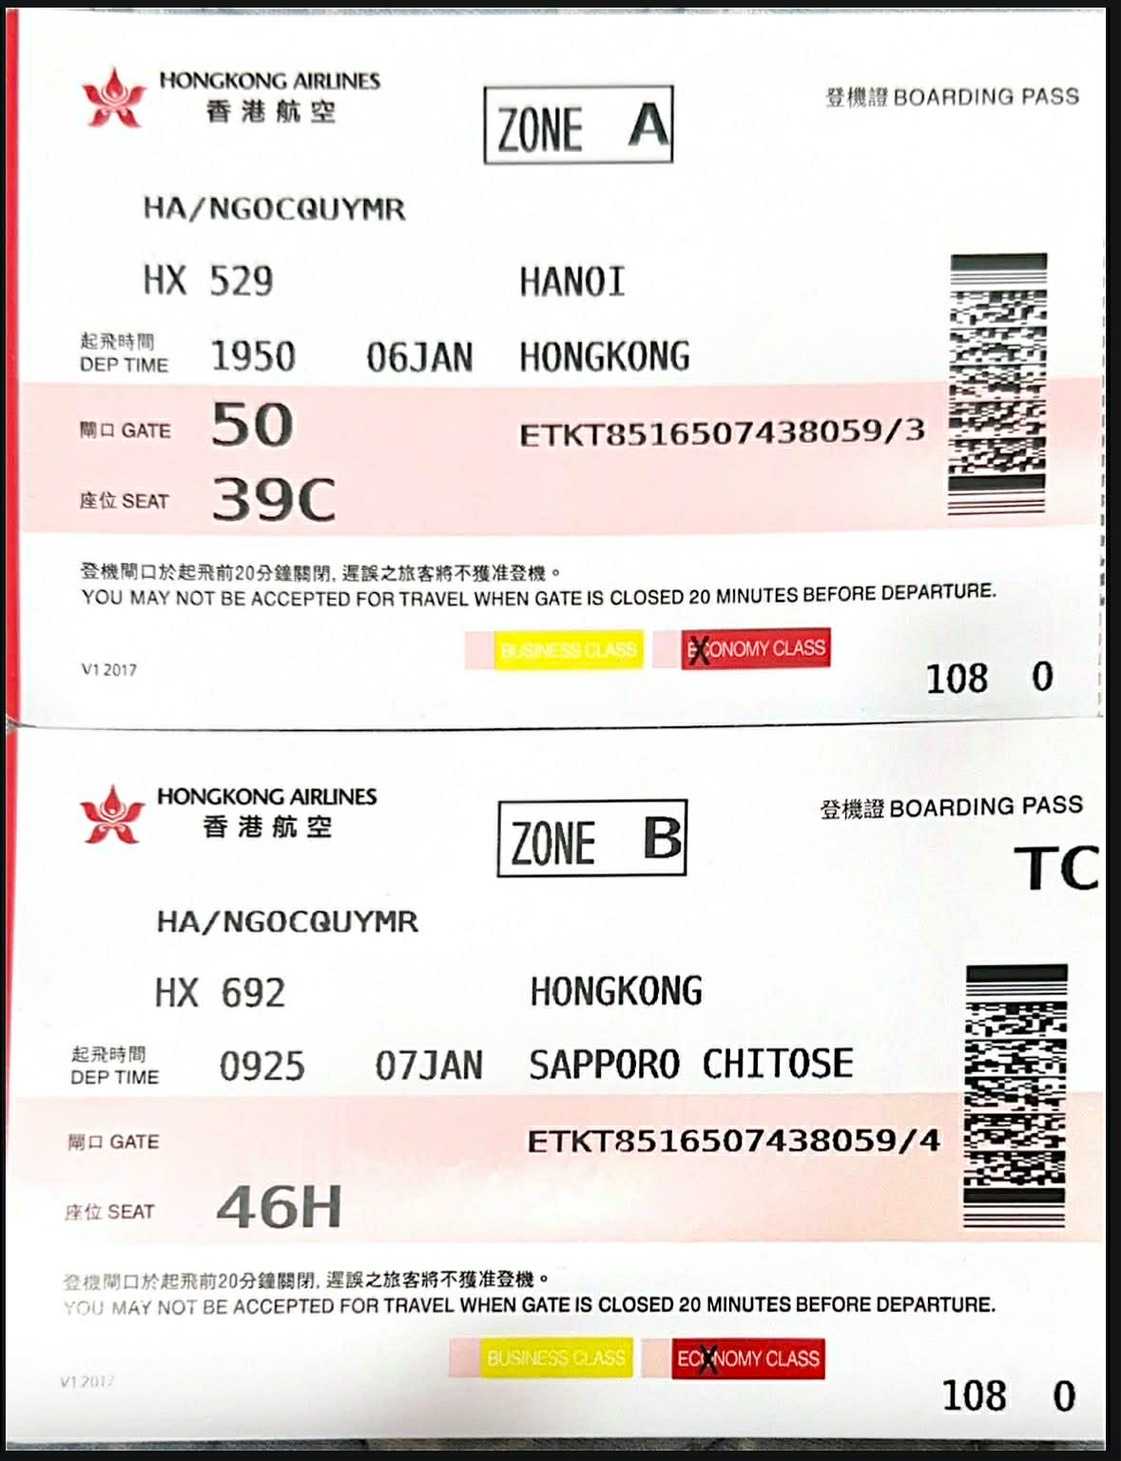 HONGKONG AIRLINES
香港航空
ZONE A
登機證 BOARDING PASS
HA/NGOCQUYMR
HX 529 HANOI
起飛時間
DEP TIME 1950 06JAN HONGKONG
閘口 GATE 50 ETKT8516507438059/3
座位 SEAT 39C
登機閘口於起飛前20分鐘關閉, 遲誤之旅客將不獲准登機。
YOU MAY NOT BE ACCEPTED FOR TRAVEL WHEN GATE IS CLOSED 20 MINUTES BEFORE DEPARTURE.
BUSINESS CLASS ECONOMY CLASS
V1 2017
108 0
HONGKONG AIRLINES
香港航空
ZONE B
登機證 BOARDING PASS
TC
HA/NGOCQUYMR
HX 692 HONGKONG
起飛時間
DEP TIME 0925 07JAN SAPPORO CHITOSE
閘口 GATE ETKT8516507438059/4
座位 SEAT 46H
登機閘口於起飛前20分鐘關閉, 遲誤之旅客將不獲准登機。
YOU MAY NOT BE ACCEPTED FOR TRAVEL WHEN GATE IS CLOSED 20 MINUTES BEFORE DEPARTURE.
BUSINESS CLASS ECONOMY CLASS
V1 2017
108 0